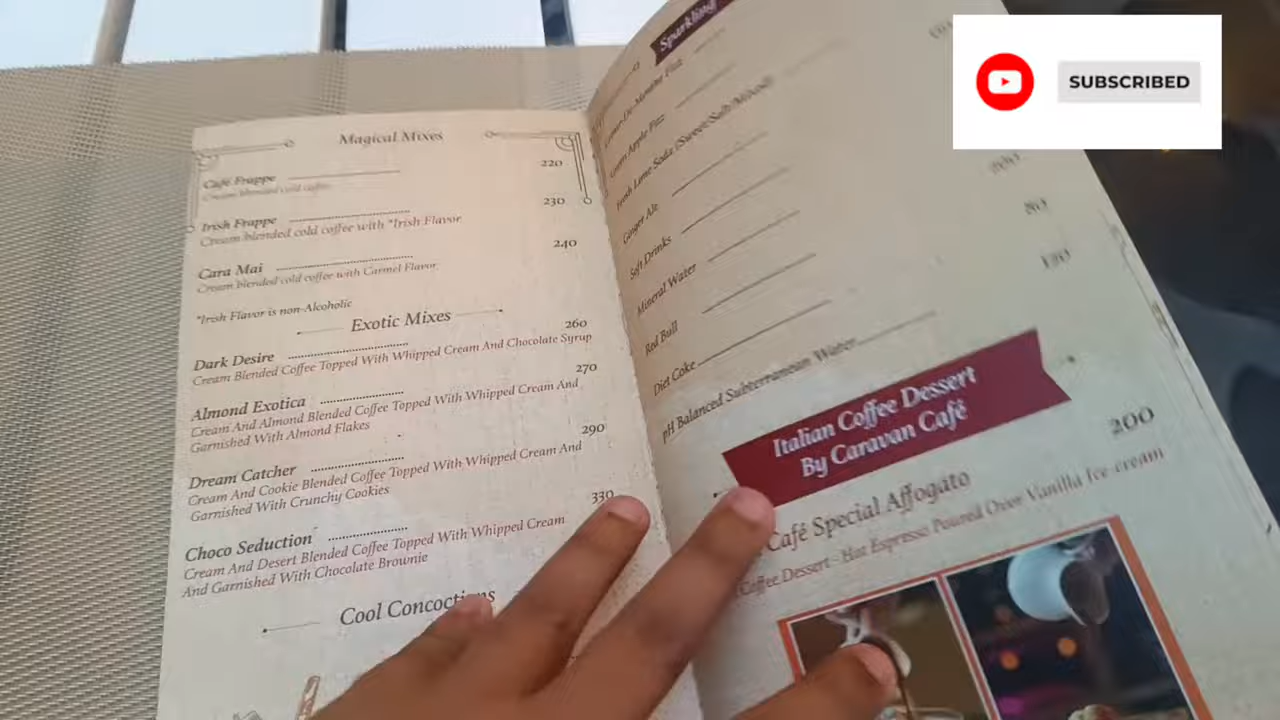 Magical Mixes
Café Frappe 220
Cream blended cold coffee
Irish Frappe 230
Cream blended cold coffee with *Irish Flavor
Cara Mai 240
Cream blended cold coffee with Carmel Flavor
*Irish Flavor is non-Alcoholic
Exotic Mixes
Dark Desire 260
Cream Blended Coffee Topped With Whipped Cream And Chocolate Syrup
Almond Exotica 270
Cream And Almond Blended Coffee Topped With Whipped Cream And
Garnished With Almond Flakes
Dream Catcher 290
Cream And Cookie Blended Coffee Topped With Whipped Cream And
Garnished With Crunchy Cookies
Choco Seduction 330
Cream And Desert Blended Coffee Topped With Whipped Cream
And Garnished With Chocolate Brownie
Cool Concoctions
Sparkling
Green Apple Fizz
Fresh Lime Soda (Sweet/Salt/Mixed)
Ginger Ale
Soft Drinks
Mineral Water
Red Bull
Diet Coke
pH Balanced Subterranean Water
Italian Coffee Dessert
By Caravan Café
200
Café Special Affogato
Coffee Dessert - Hot Espresso Poured Over Vanilla Ice-cream
SUBSCRIBED